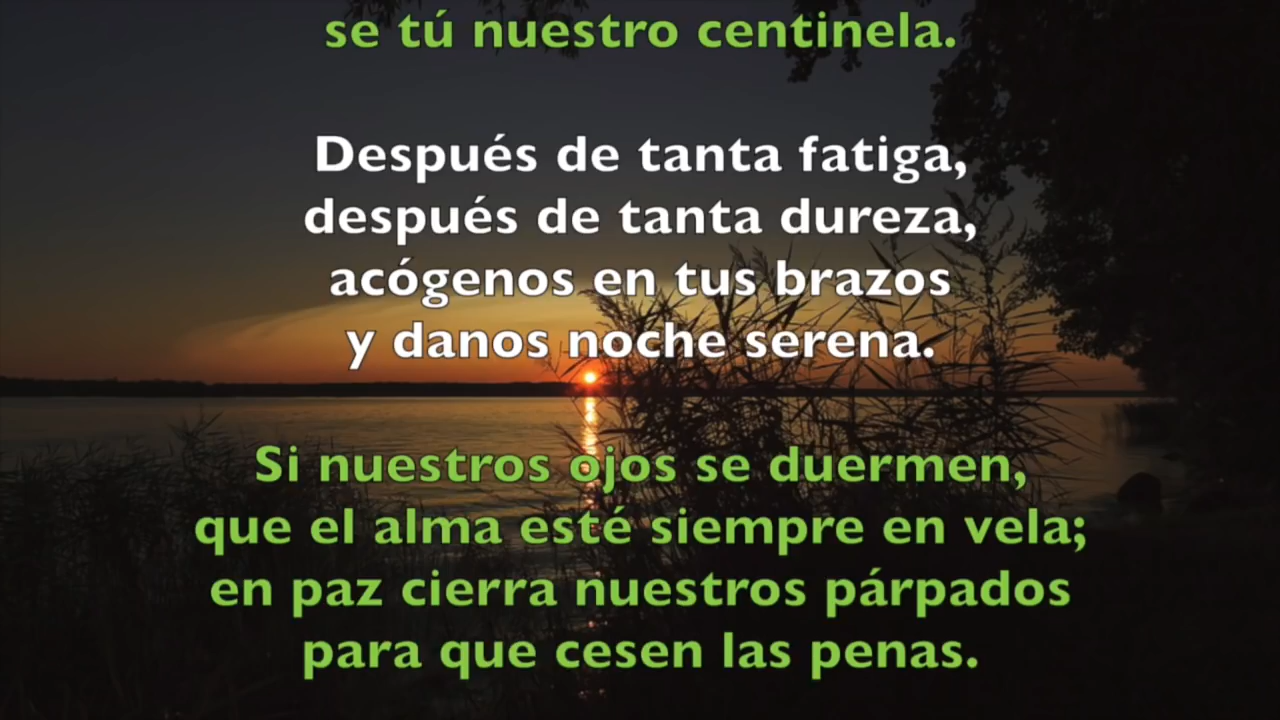 se tú nuestro centinela.
Después de tanta fatiga,
después de tanta dureza,
acógenos en tus brazos
y danos noche serena.
Si nuestros ojos se duermen,
que el alma esté siempre en vela;
en paz cierra nuestros párpados
para que cesen las penas.